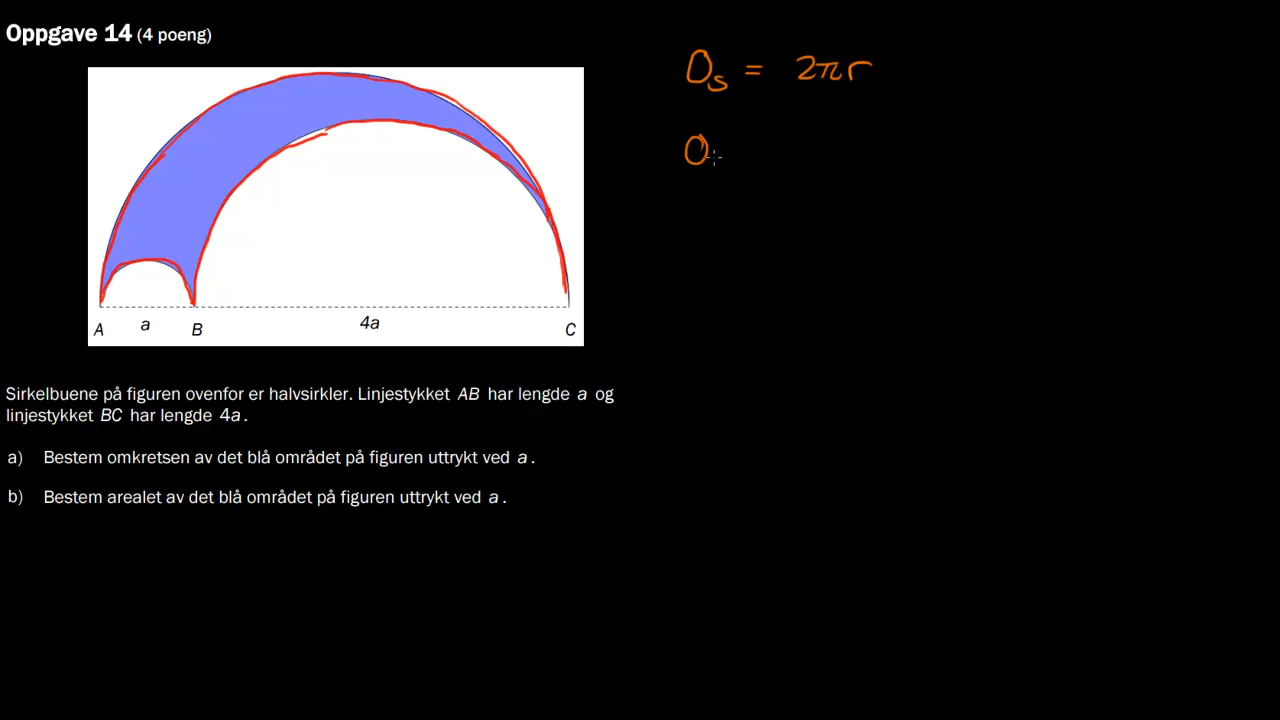 Oppgave 14 (4 poeng)
O_s = 2πr
O
A a B 4a C
Sirkelbuene på figuren ovenfor er halvsirkler. Linjestykket AB har lengde a og
linjestykket BC har lengde 4a.
a) Bestem omkretsen av det blå området på figuren uttrykt ved a.
b) Bestem arealet av det blå området på figuren uttrykt ved a.